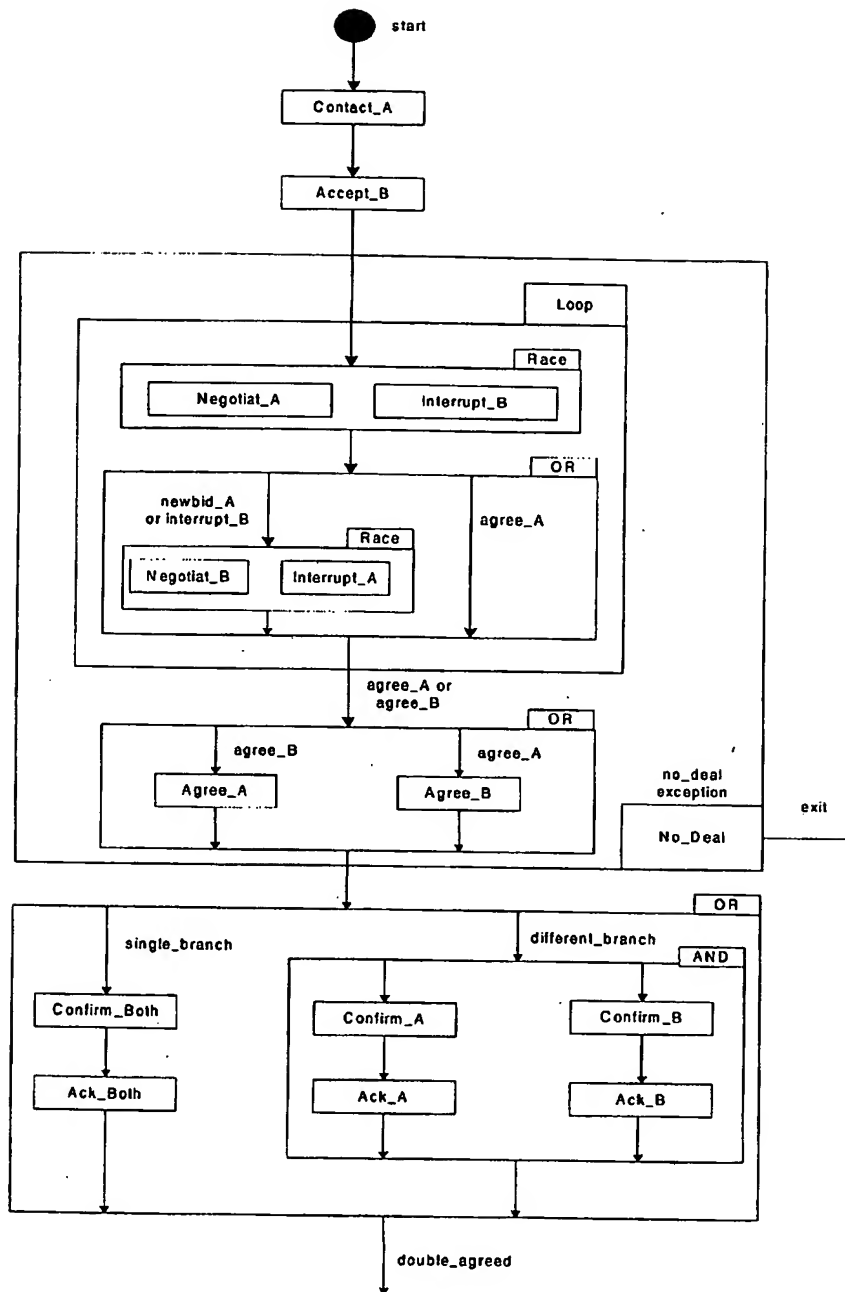 start
Contact_A
Accept_B
Loop
Race
Negotiat_A
Interrupt_B
OR
newbid_A
or interrupt_B
agree_A
Race
Negotiat_B
Interrupt_A
agree_A or
agree_B
OR
agree_B
agree_A
Agree_A
Agree_B
no_deal
exception
exit
No_Deal
OR
single_branch
different_branch
AND
Confirm_Both
Confirm_A
Confirm_B
Ack_Both
Ack_A
Ack_B
double_agreed